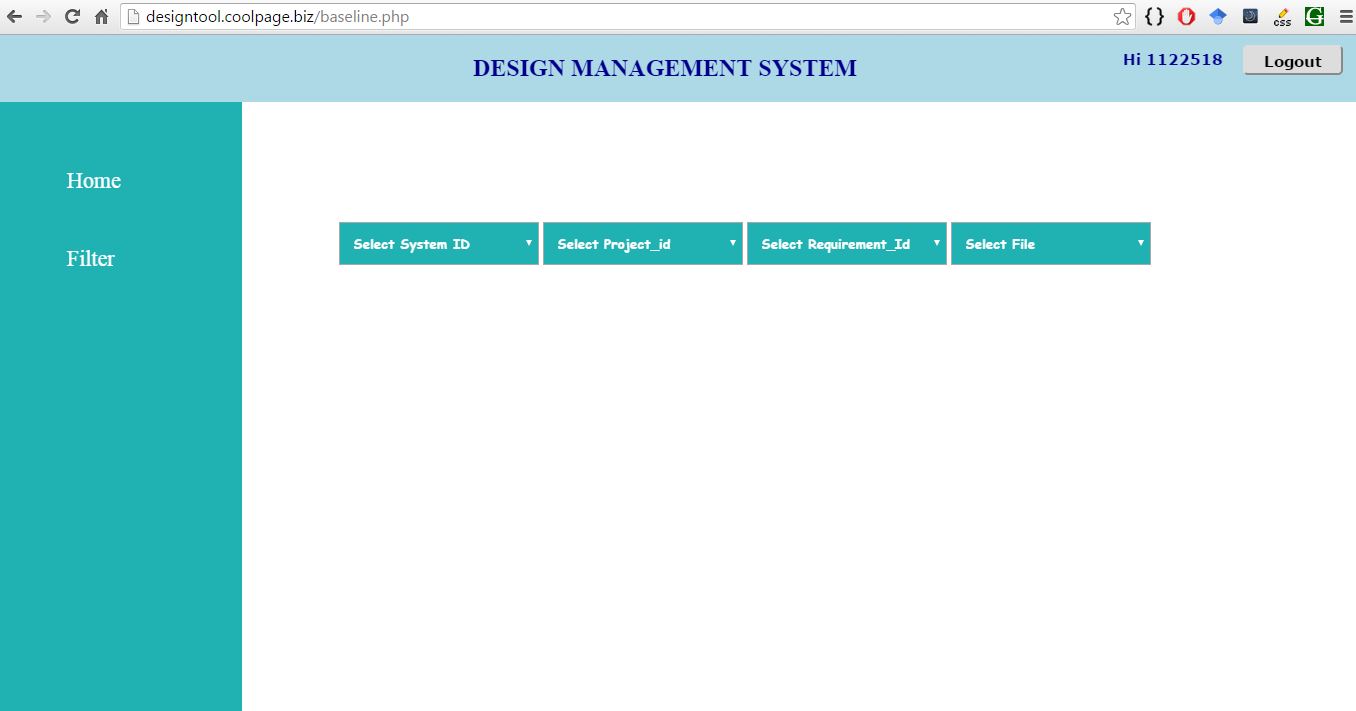 designtool.coolpage.biz/baseline.php
{}
css
G
DESIGN MANAGEMENT SYSTEM
Hi 1122518
Logout
Home
Filter
Select System ID
Select Project_id
Select Requirement_Id
Select File